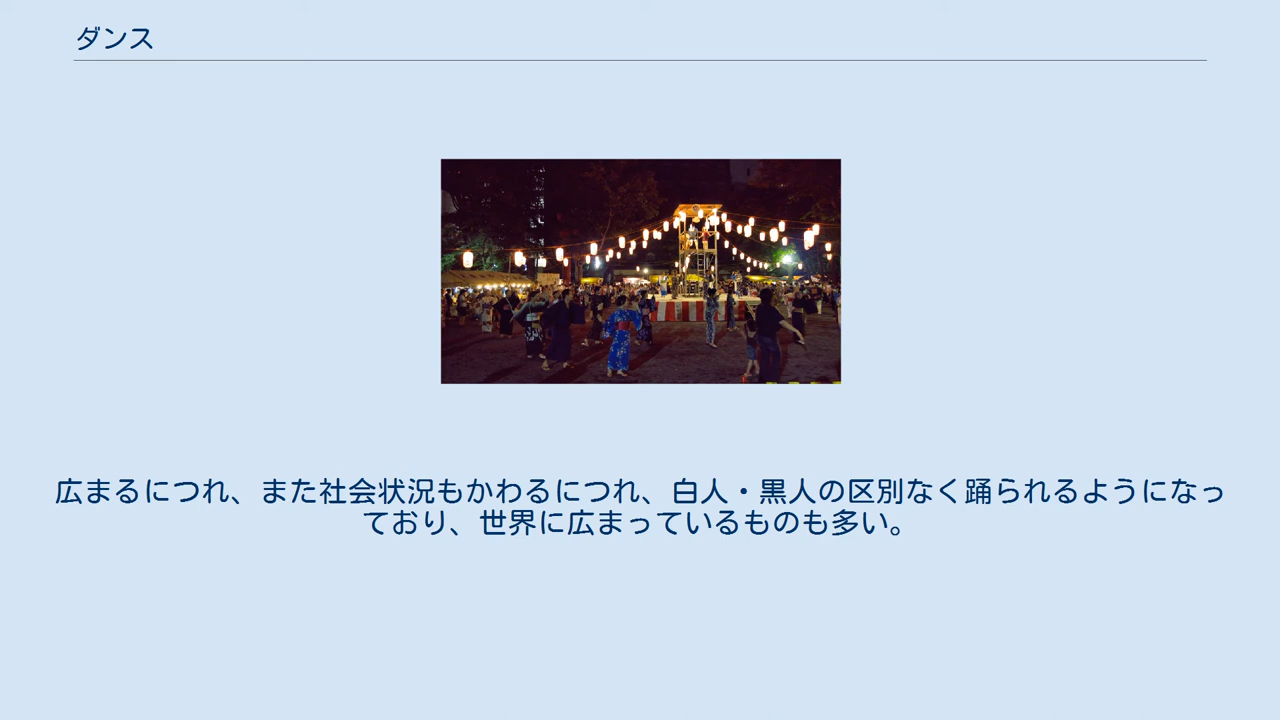 ダンス
広まるにつれ、また社会状況もかわるにつれ、白人・黒人の区別なく踊られるようになっ
ており、世界に広まっているものも多い。